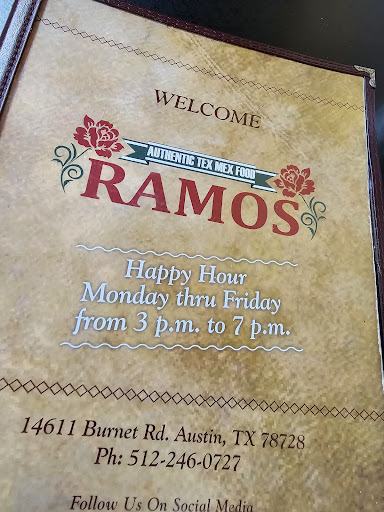 WELCOME
AUTHENTIC TEX MEX FOOD
RAMOS
Happy Hour
Monday thru Friday
from 3 p.m. to 7 p.m.
14611 Burnet Rd. Austin, TX 78728
Ph: 512-246-0727
Follow Us On Social Media